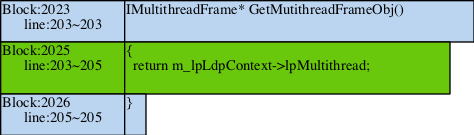 Block:2023 IMultithreadFrame* GetMutithreadFrameObj()
line:203~203
Block:2025 {
line:203~205 return m_lpLdpContext->lpMultithread;
Block:2026 }
line:205~205